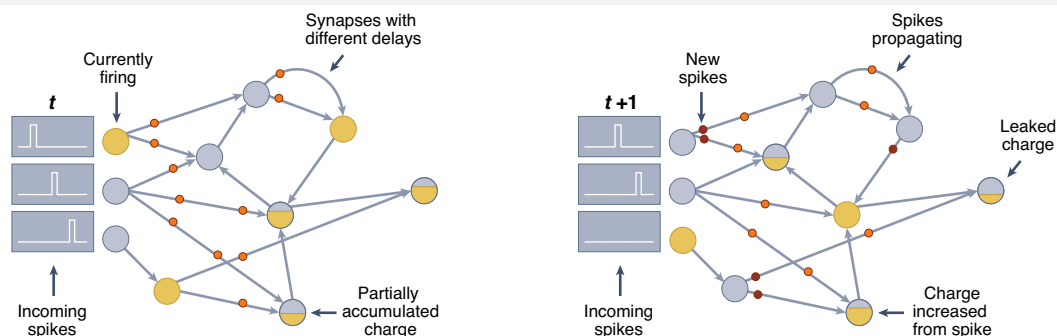 Synapses with
different delays
Currently
firing
t
Incoming
spikes
Partially
accumulated
charge
Spikes
propagating
New
spikes
t +1
Leaked
charge
Incoming
spikes
Charge
increased
from spike